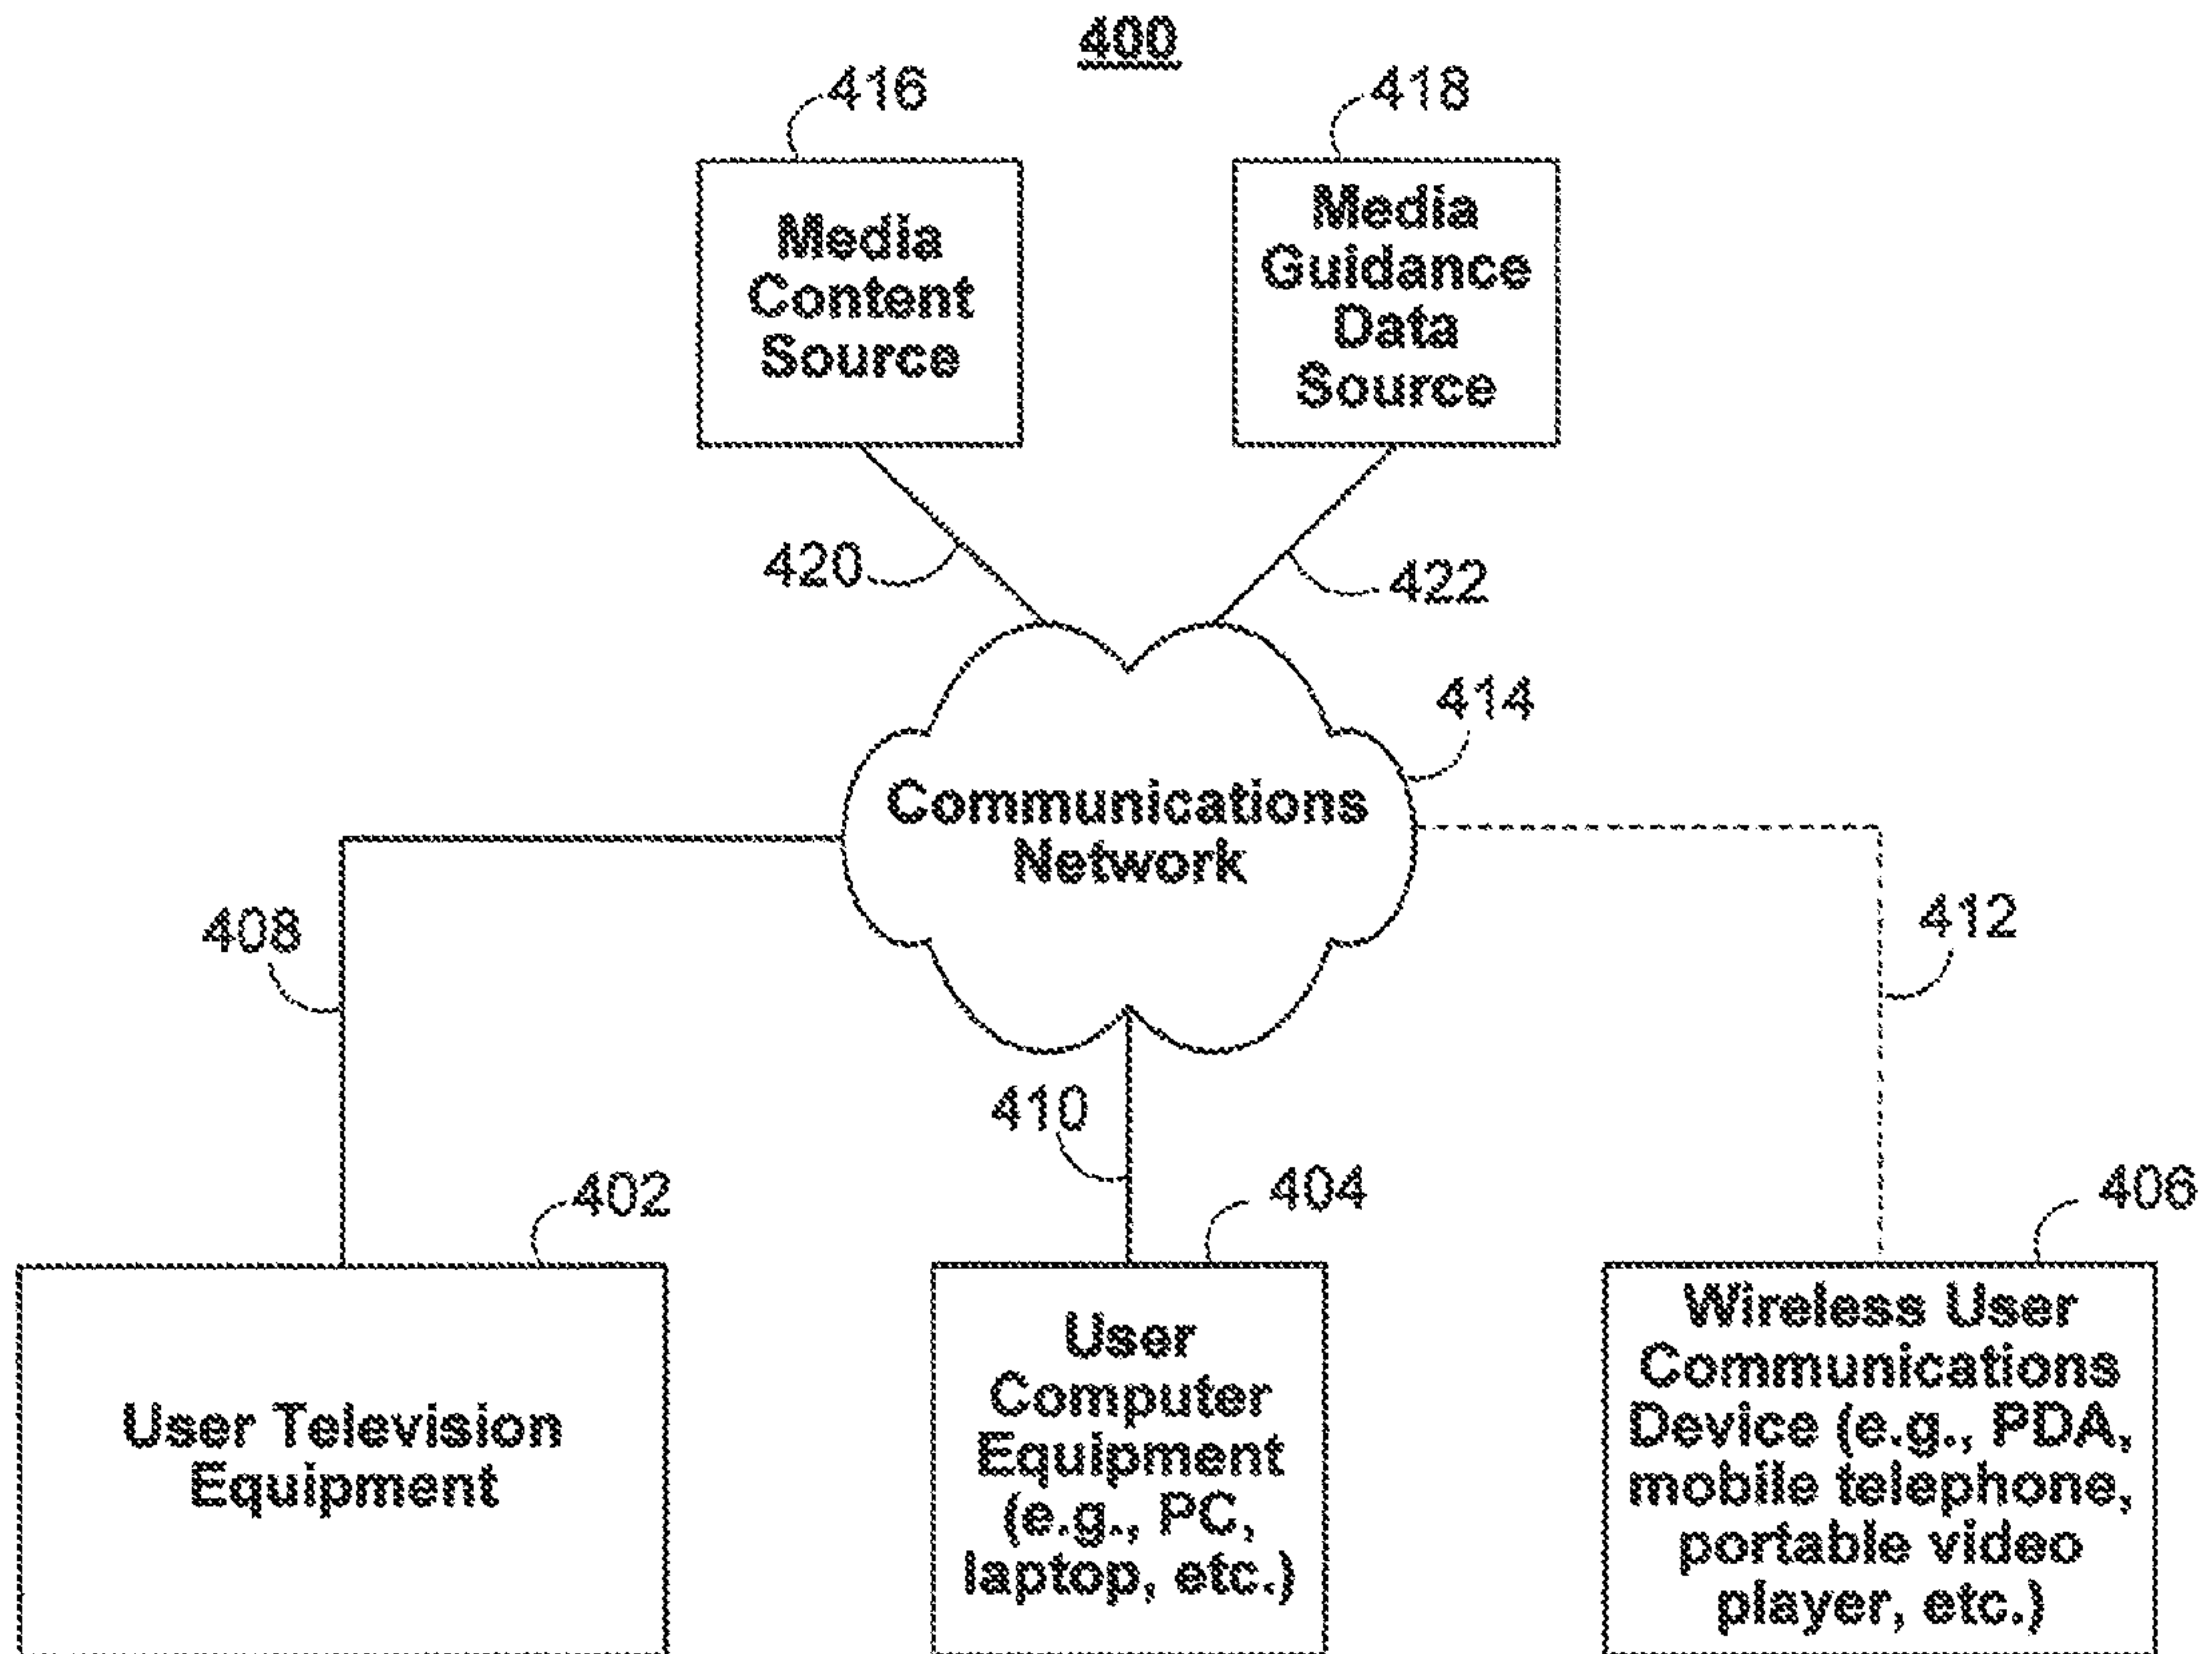 400
416
418
Media
Content
Source
Media
Guidance
Data
Source
420
422
414
Communications
Network
408
412
410
402
404
406
User Television
Equipment
User
Computer
Equipment
(e.g., PC,
laptop, etc.)
Wireless User
Communications
Device (e.g., PDA,
mobile telephone,
portable video
player, etc.)